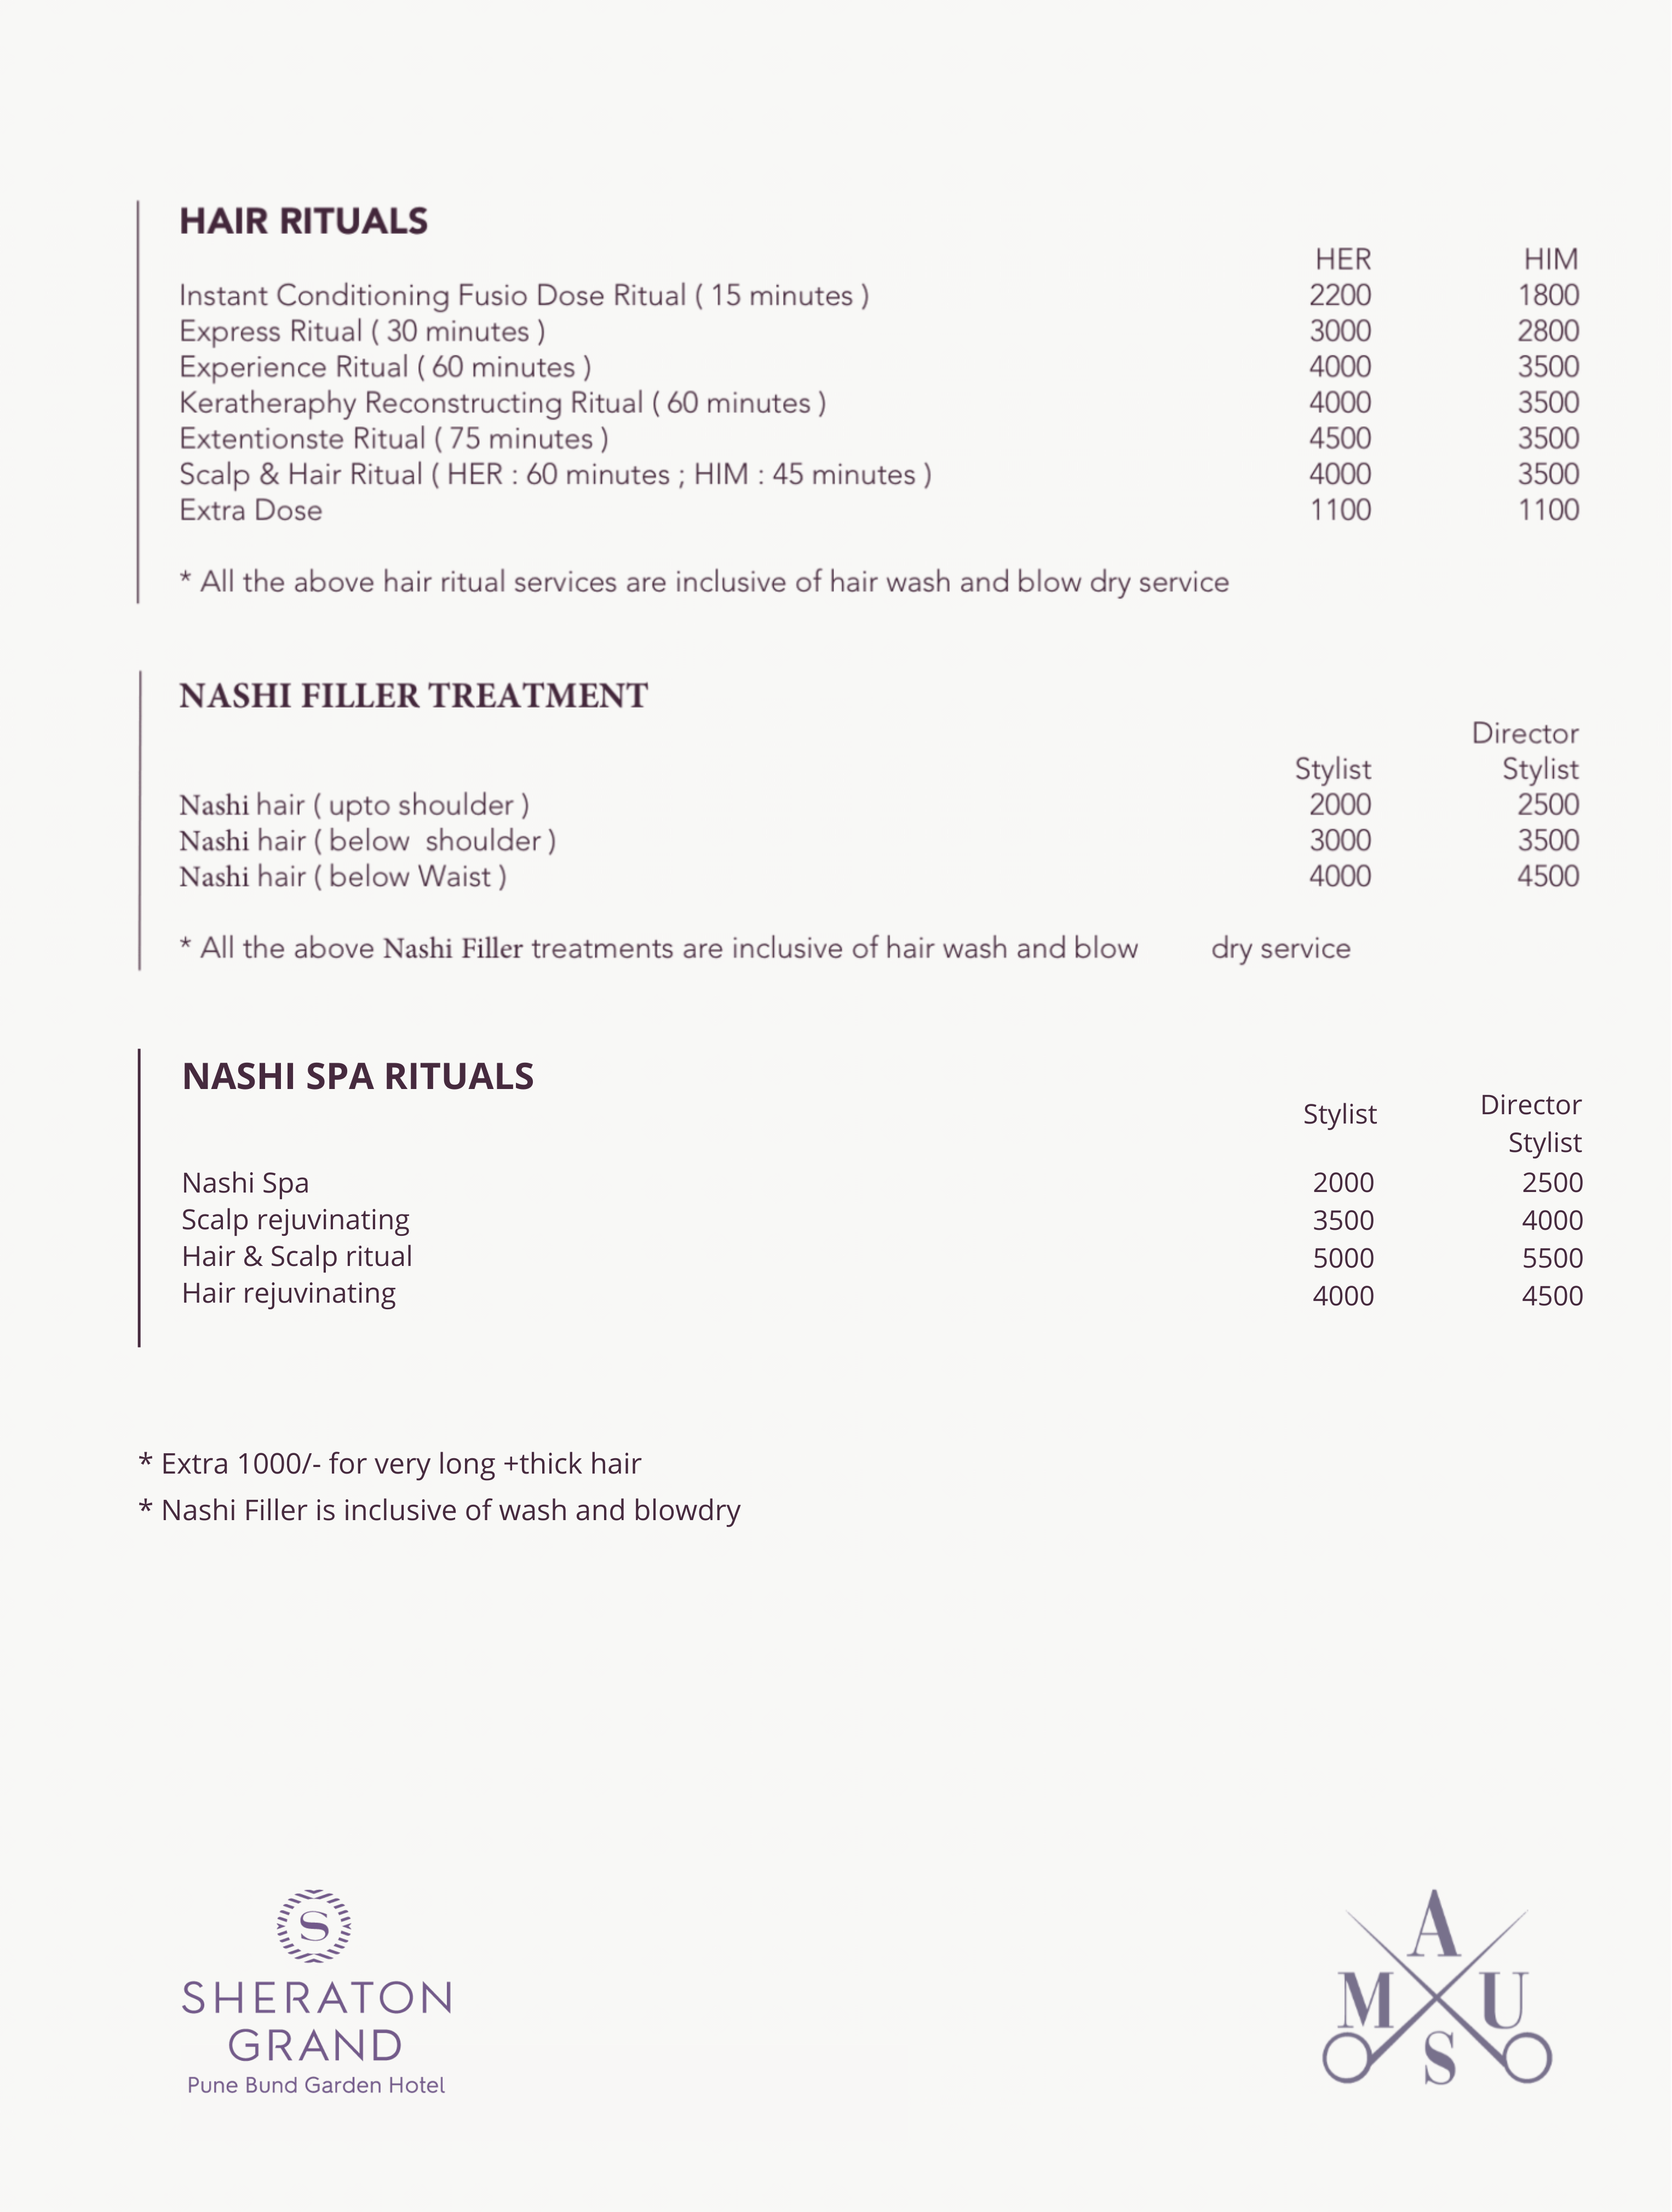 HAIR RITUALS
HER HIM
Instant Conditioning Fusio Dose Ritual ( 15 minutes ) 2200 1800
Express Ritual ( 30 minutes ) 3000 2800
Experience Ritual ( 60 minutes ) 4000 3500
Keratheraphy Reconstructing Ritual ( 60 minutes ) 4000 3500
Extentionste Ritual ( 75 minutes ) 4500 3500
Scalp & Hair Ritual ( HER : 60 minutes ; HIM : 45 minutes ) 4000 3500
Extra Dose 1100 1100
* All the above hair ritual services are inclusive of hair wash and blow dry service
NASHI FILLER TREATMENT
Director
Stylist Stylist
Nashi hair ( upto shoulder ) 2000 2500
Nashi hair ( below shoulder ) 3000 3500
Nashi hair ( below Waist ) 4000 4500
* All the above Nashi Filler treatments are inclusive of hair wash and blow dry service
NASHI SPA RITUALS
Stylist Director
Stylist
Nashi Spa 2000 2500
Scalp rejuvinating 3500 4000
Hair & Scalp ritual 5000 5500
Hair rejuvinating 4000 4500
* Extra 1000/- for very long +thick hair
* Nashi Filler is inclusive of wash and blowdry
S
SHERATON
GRAND
Pune Bund Garden Hotel
A
M U
S